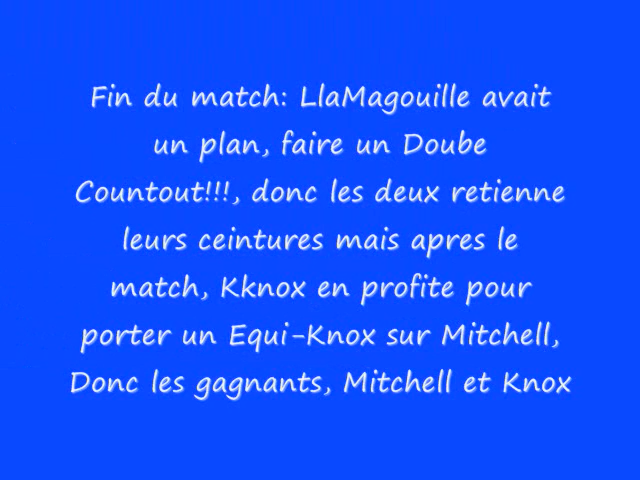 Fin du match: LlaMagouille avait
un plan, faire un Doube
Countout!!!, donc les deux retienne
leurs ceintures mais apres le
match, Kknox en profite pour
porter un Equi-Knox sur Mitchell,
Donc les gagnants, Mitchell et Knox